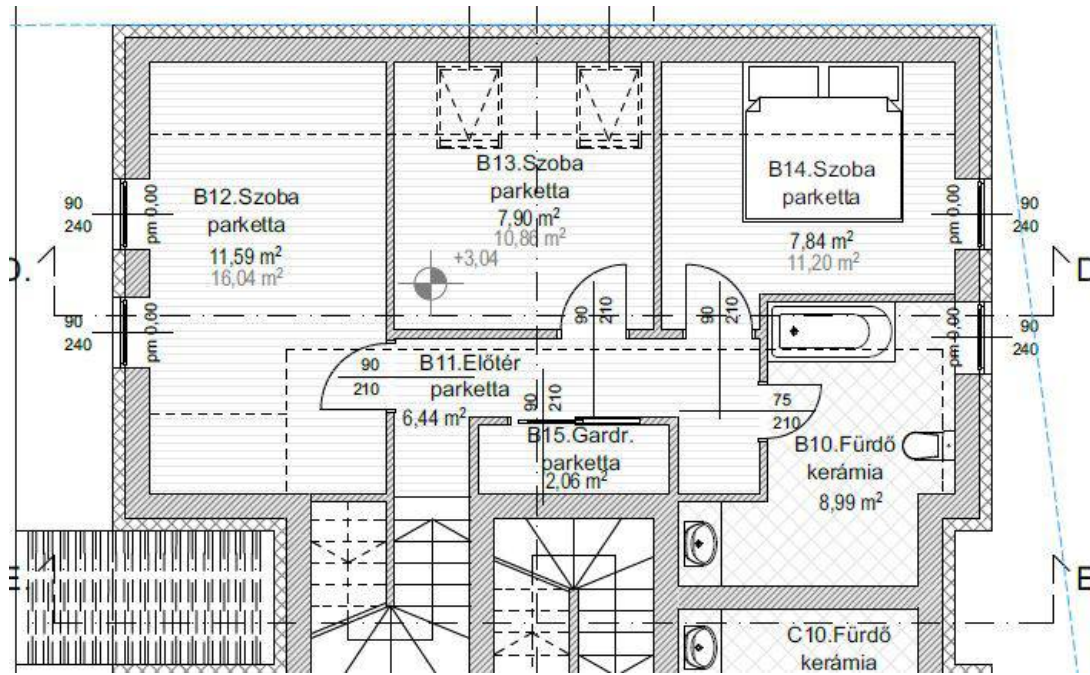 B12.Szoba
parketta
11,59 m²
16,04 m²
B13.Szoba
parketta
7,90 m²
10,86 m²
+3,04
B14.Szoba
parketta
7,84 m²
11,20 m²
90
240
pm 0,00
90
240
pm 0,00
90
240
pm 0,00
90
240
pm 0,00
D.
D
90
210
90
210
90
210
B11.Előtér
parketta
6,44 m²
90
210
75
210
B15.Gardr.
parketta
2,06 m²
B10.Fürdő
kerámia
8,99 m²
C10.Fürdő
kerámia